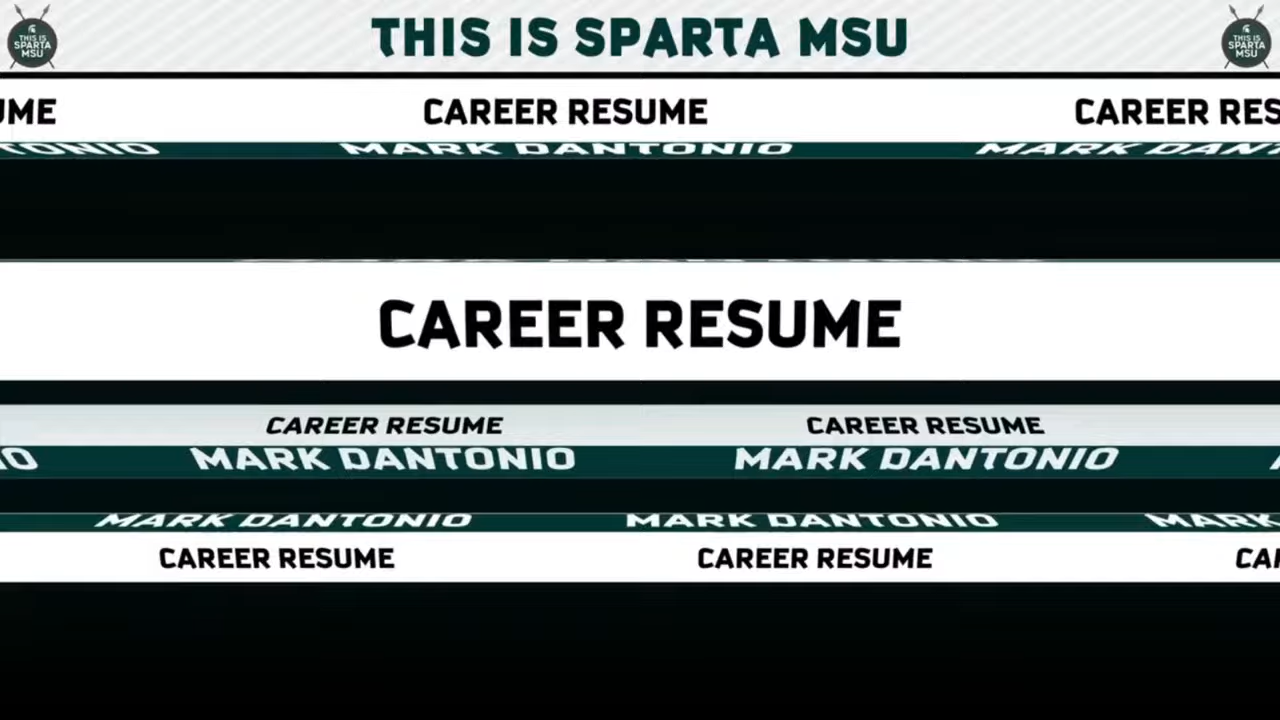 THIS IS SPARTA MSU
THIS IS SPARTA MSU
THIS IS SPARTA MSU
CAREER RESUME
MARK DANTONIO
CAREER RESUME
CAREER RESUME CAREER RESUME
MARK DANTONIO MARK DANTONIO
MARK DANTONIO MARK DANTONIO MARK
CAREER RESUME CAREER RESUME